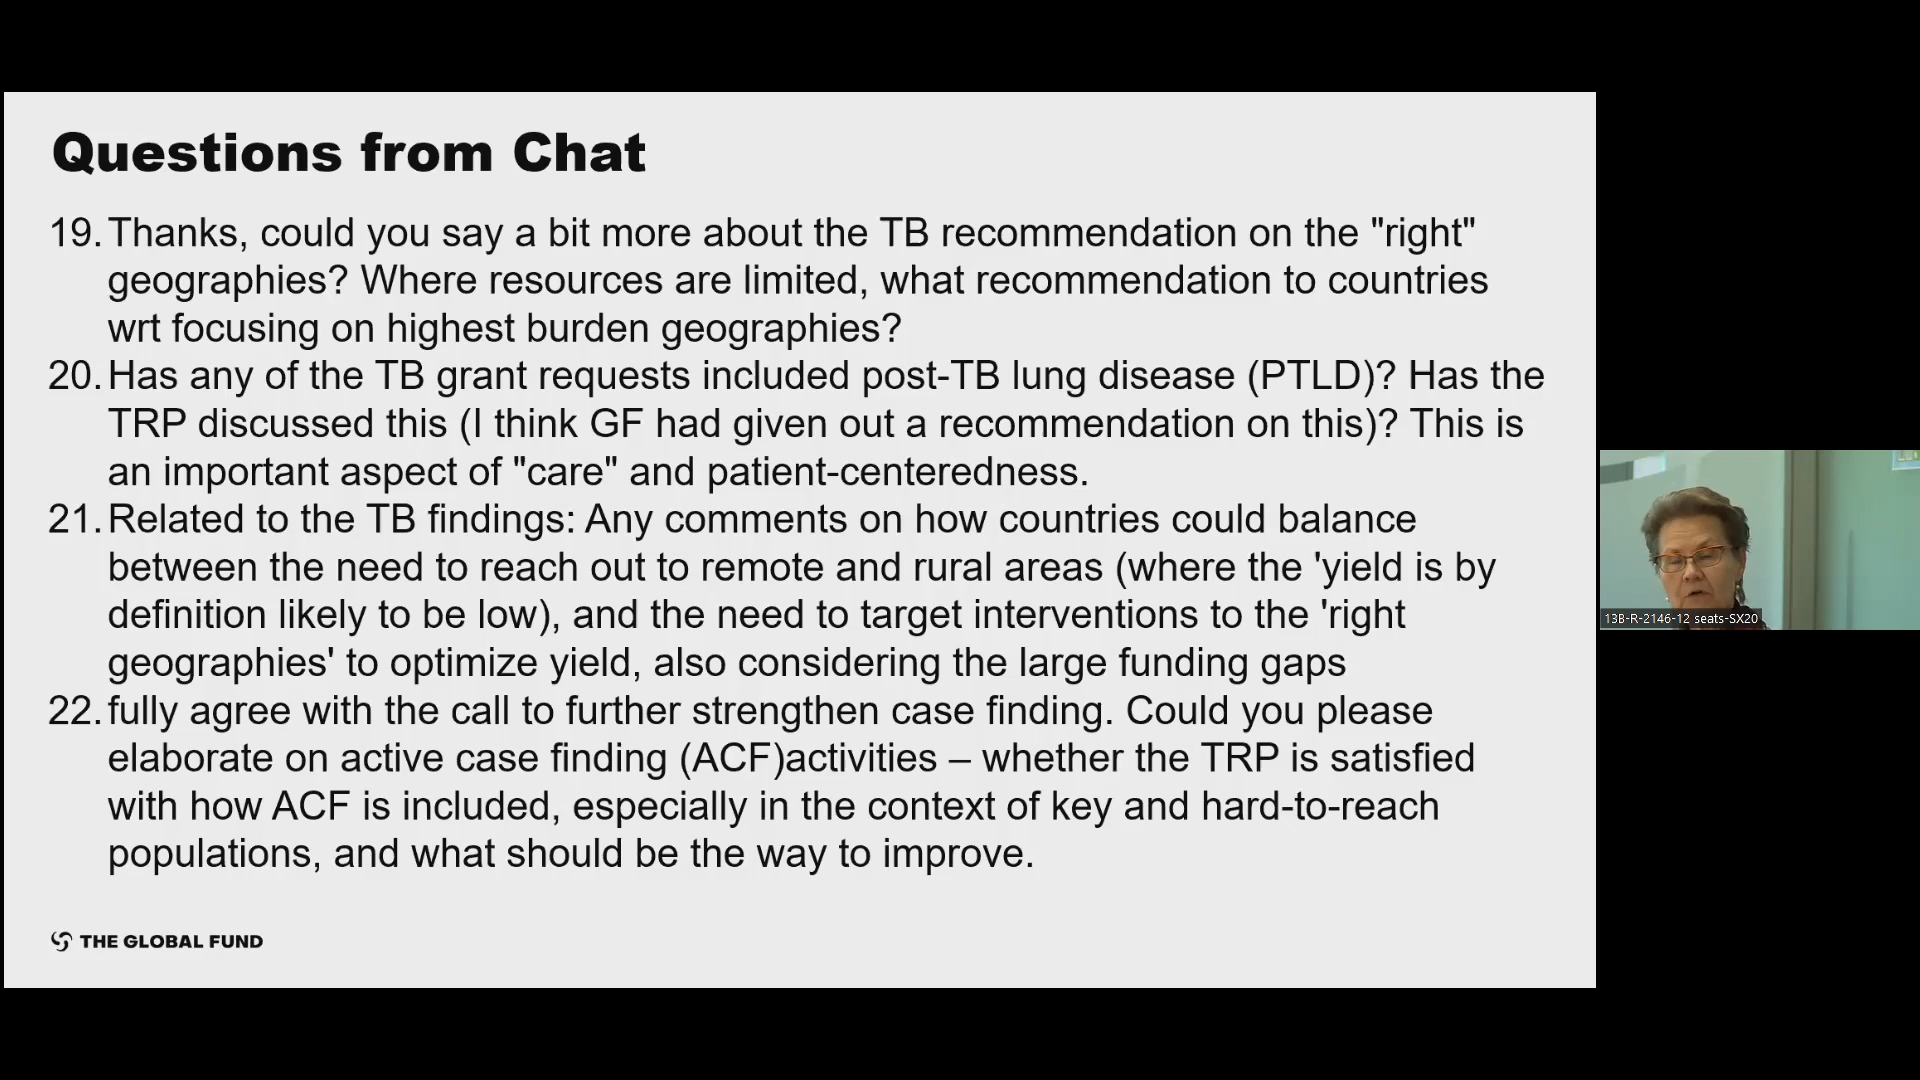 Questions from Chat
19. Thanks, could you say a bit more about the TB recommendation on the "right"
geographies? Where resources are limited, what recommendation to countries
wrt focusing on highest burden geographies?
20. Has any of the TB grant requests included post-TB lung disease (PTLD)? Has the
TRP discussed this (I think GF had given out a recommendation on this)? This is
an important aspect of "care" and patient-centeredness.
21. Related to the TB findings: Any comments on how countries could balance
between the need to reach out to remote and rural areas (where the 'yield is by
definition likely to be low), and the need to target interventions to the 'right
geographies' to optimize yield, also considering the large funding gaps
22. fully agree with the call to further strengthen case finding. Could you please
elaborate on active case finding (ACF)activities – whether the TRP is satisfied
with how ACF is included, especially in the context of key and hard-to-reach
populations, and what should be the way to improve.
THE GLOBAL FUND
13B-R-2146-12 seats-SX20